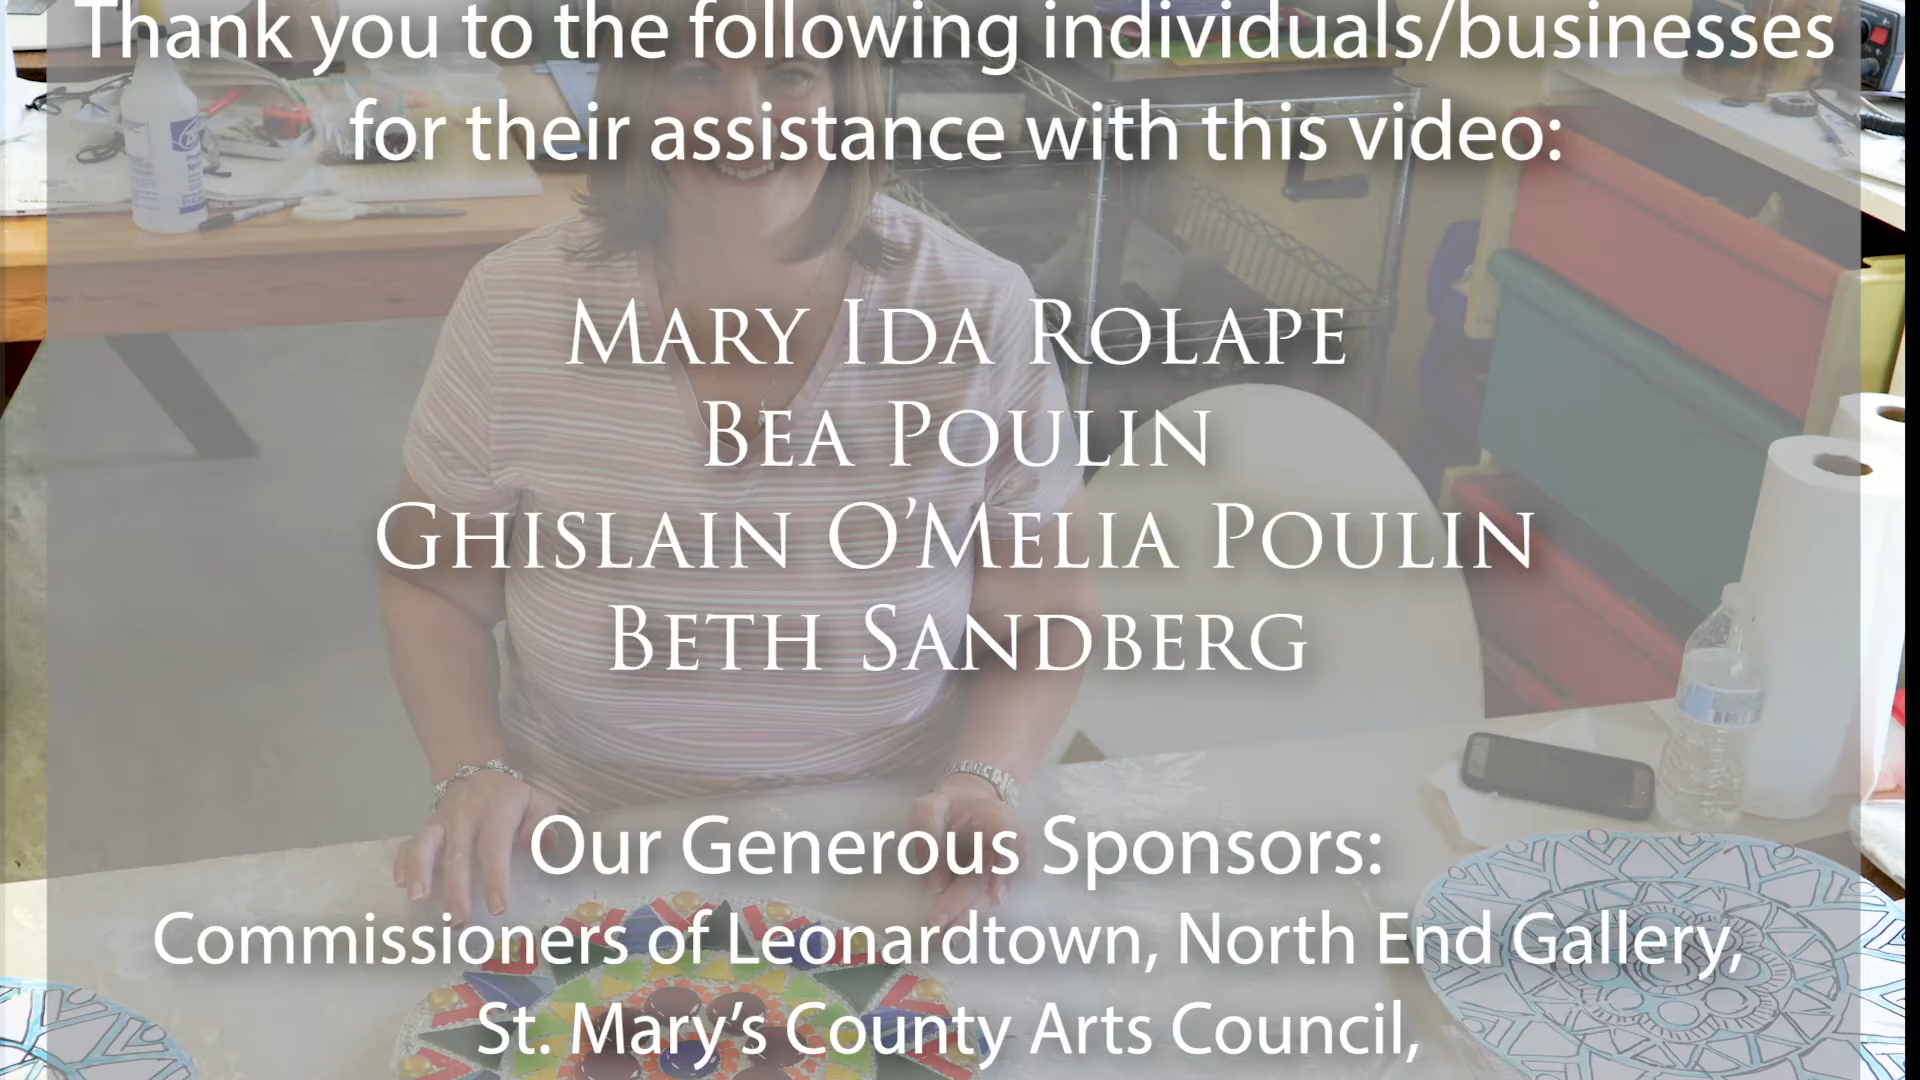 Thank you to the following individuals/businesses
for their assistance with this video:
Mary Ida Rolape
Bea Poulin
Ghislain O’Melia Poulin
Beth Sandberg
Our Generous Sponsors:
Commissioners of Leonardtown, North End Gallery,
St. Mary’s County Arts Council,